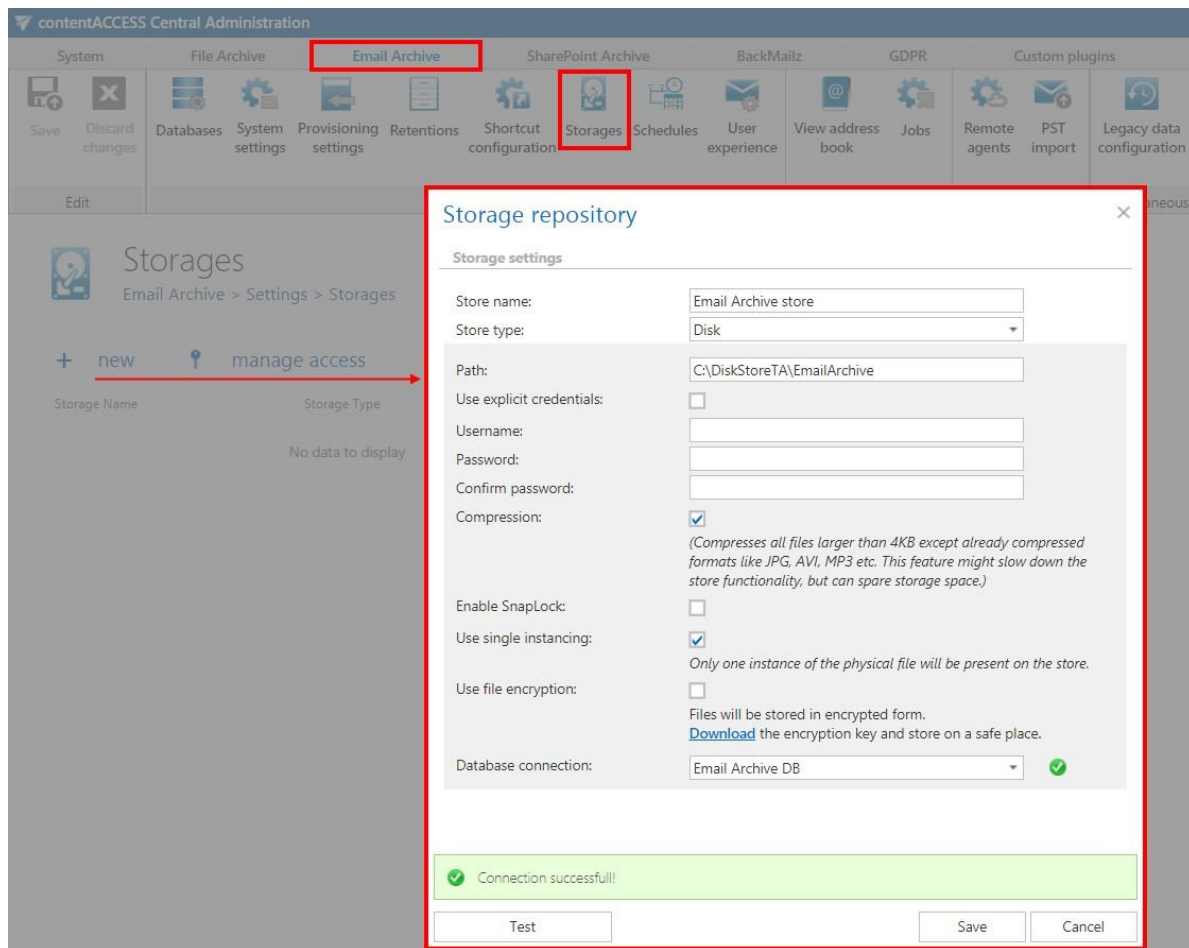 contentACCESS Central Administration
System File Archive Email Archive SharePoint Archive BackMailz GDPR Custom plugins
Save Discard changes Databases System settings Provisioning settings Retentions Shortcut configuration Storages Schedules User experience View address book Jobs Remote agents PST import Legacy data configuration
Edit aneous
Storage repository
Storage settings
Storages
Email Archive > Settings > Storages
+ new manage access
Storage Name Storage Type
No data to display
Store name: Email Archive store
Store type: Disk
Path: C:\DiskStoreTA\EmailArchive
Use explicit credentials:
Username:
Password:
Confirm password:
Compression:
(Compresses all files larger than 4KB except already compressed
formats like JPG, AVI, MP3 etc. This feature might slow down the
store functionality, but can spare storage space.)
Enable SnapLock:
Use single instancing:
Only one instance of the physical file will be present on the store.
Use file encryption:
Files will be stored in encrypted form.
Download the encryption key and store on a safe place.
Database connection: Email Archive DB
Connection successfull!
Test Save Cancel